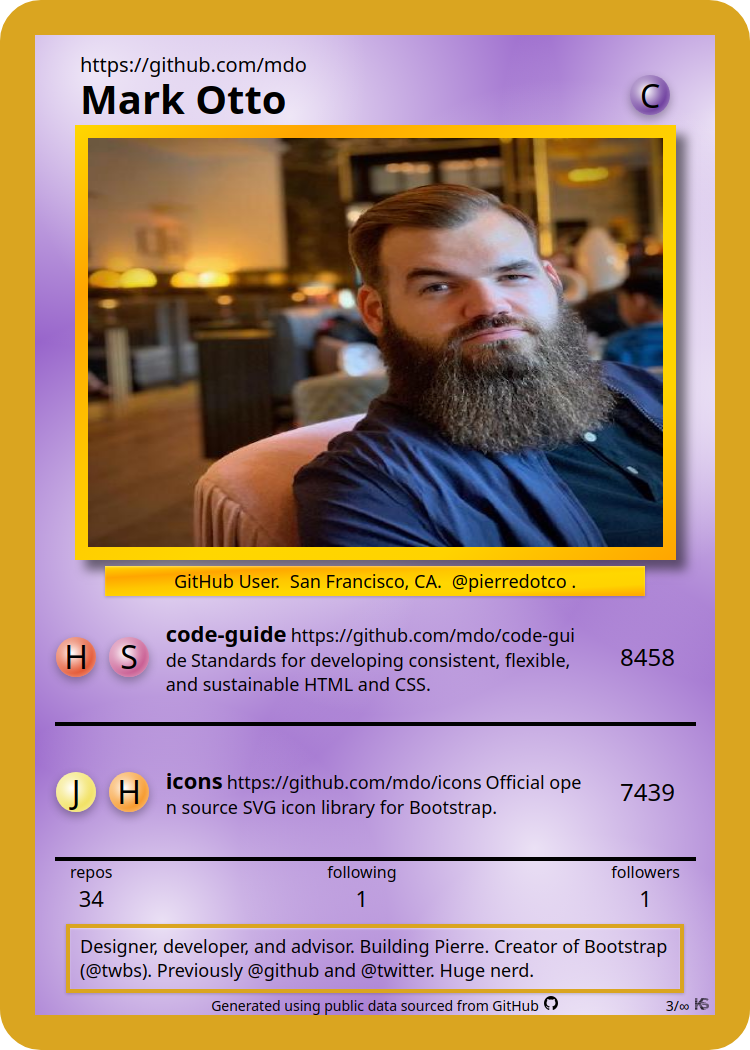 https://github.com/mdo
Mark Otto
C
GitHub User.  San Francisco, CA.  @pierredotco .
H S
code-guide https://github.com/mdo/code-gui
de Standards for developing consistent, flexible,
and sustainable HTML and CSS.
8458
J H
icons https://github.com/mdo/icons Official ope
n source SVG icon library for Bootstrap.
7439
repos following followers
34 1 1
Designer, developer, and advisor. Building Pierre. Creator of Bootstrap
(@twbs). Previously @github and @twitter. Huge nerd.
Generated using public data sourced from GitHub 3/∞ KS